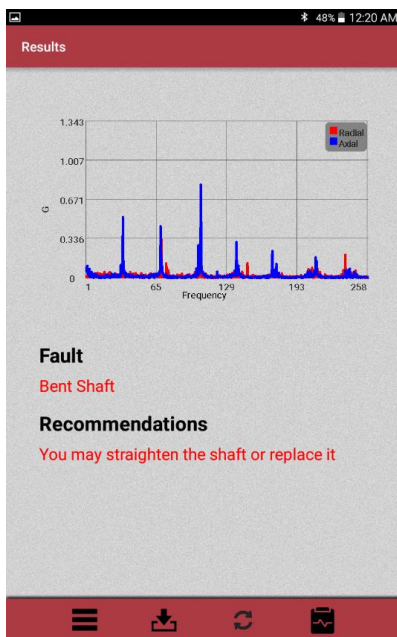 48% 12:20 AM
Results
1.343
1.007
0.671
0.336
0
G
Radial
Axial
1 65 129 193 258
Frequency
Fault
Bent Shaft
Recommendations
You may straighten the shaft or replace it